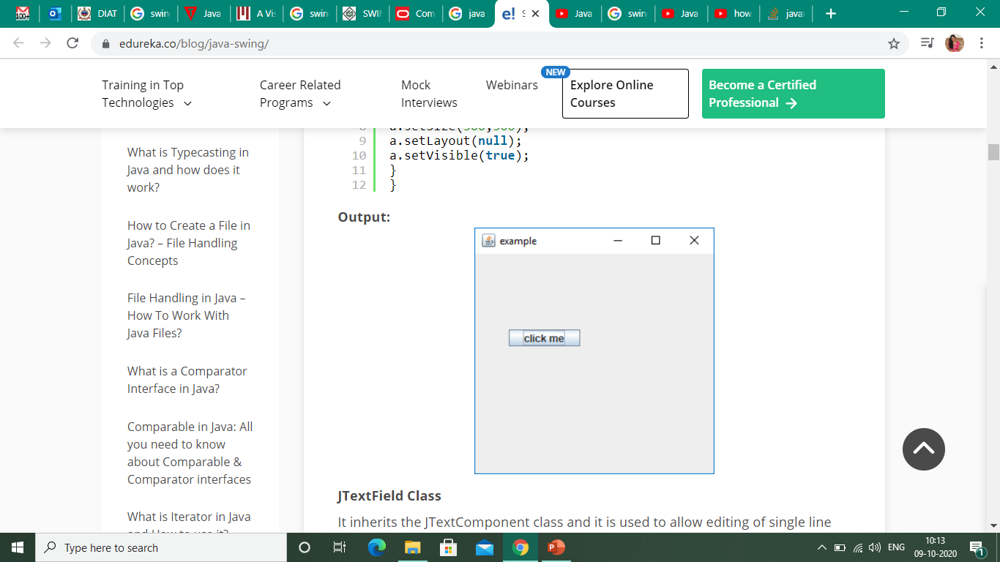 100+
DIAT
swin
Java
A Vis
swin
SWIN
Com
java
e!
Java
swin
Java
how
java
edureka.co/blog/java-swing/
Training in Top
Technologies
Career Related
Programs
Mock
Interviews
Webinars
NEW
Explore Online
Courses
Become a Certified
Professional
What is Typecasting in
Java and how does it
work?
How to Create a File in
Java? – File Handling
Concepts
File Handling in Java –
How To Work With
Java Files?
What is a Comparator
Interface in Java?
Comparable in Java: All
you need to know
about Comparable &
Comparator interfaces
What is Iterator in Java
9 a.setLayout(null);
10 a.setVisible(true);
11 }
12 }
Output:
example
click me
JTextField Class
It inherits the JTextComponent class and it is used to allow editing of single line
Type here to search
ENG
10:13
09-10-2020
1